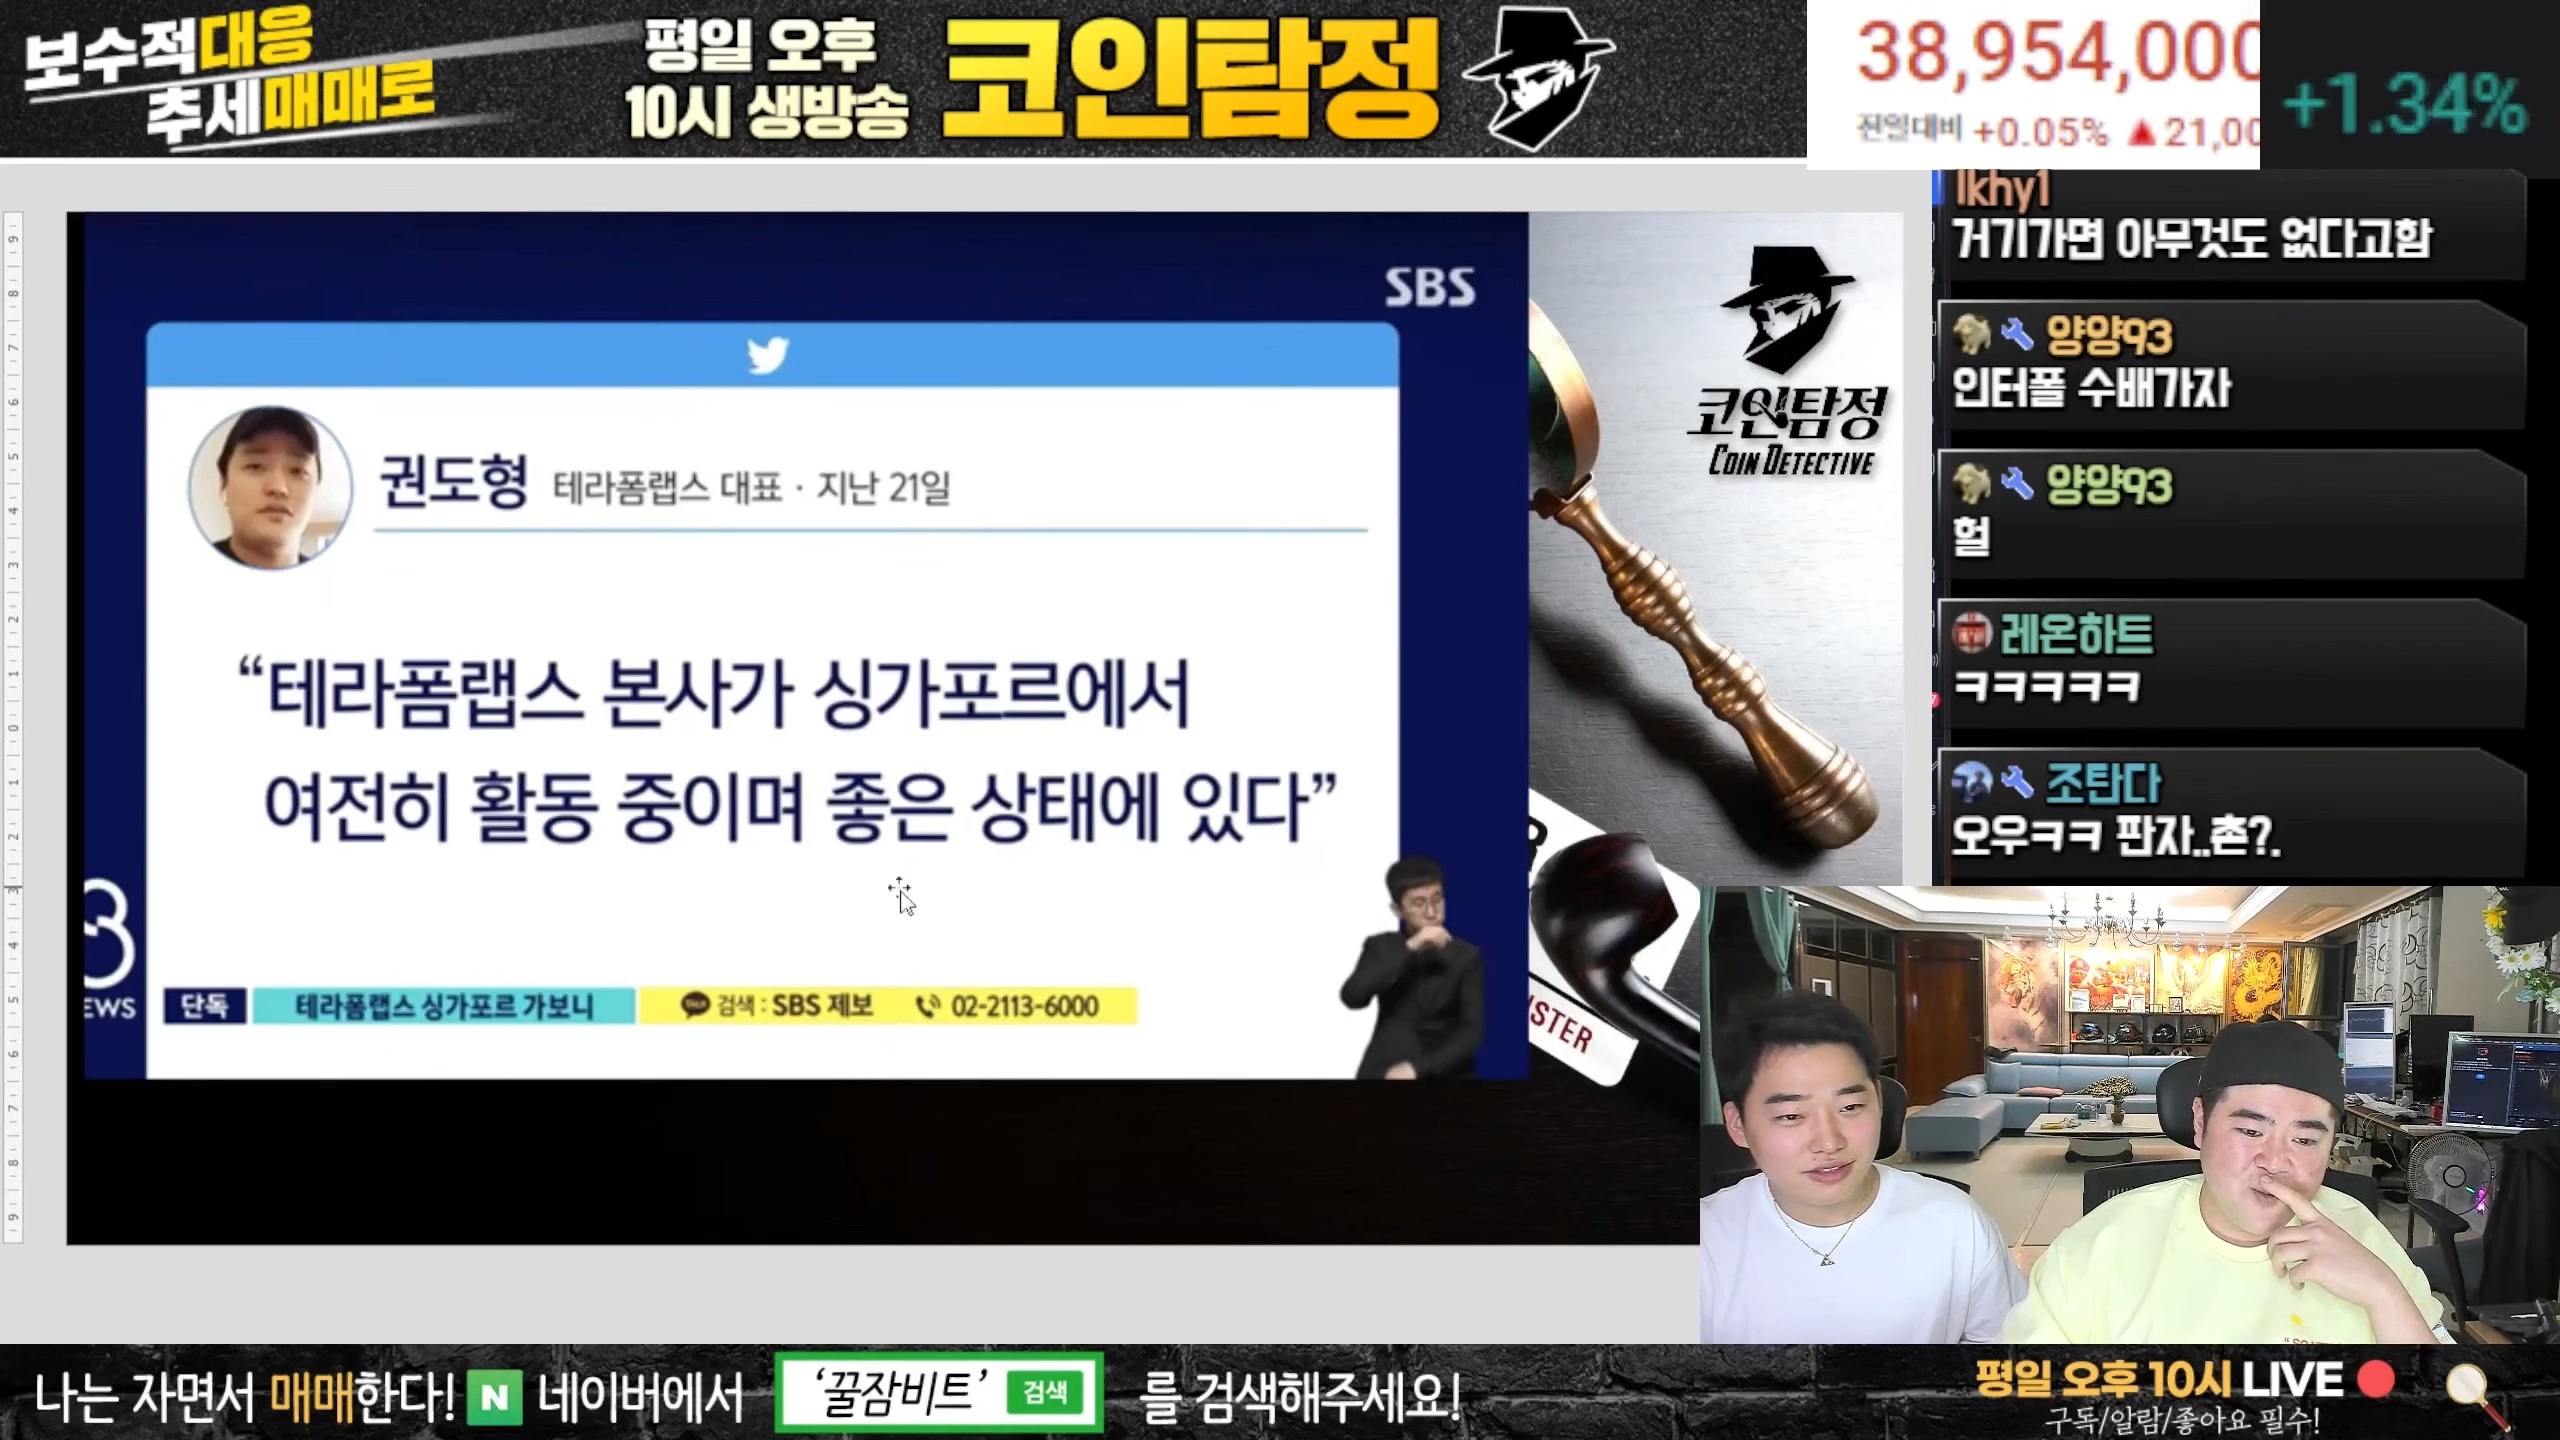 보수적대응
추세매매로
평일 오후
10시 생방송
코인탐정
38,954,000
전일대비 +0.05% ▲21,00
+1.34%
SBS
권도형 테라폼랩스 대표 · 지난 21일
“테라폼랩스 본사가 싱가포르에서
여전히 활동 중이며 좋은 상태에 있다”
8
EWS
단독 테라폼랩스 싱가포르 가보니 검색 : SBS 제보 02-2113-6000
코인탐정
COIN DETECTIVE
STER
lkhy1
거기가면 아무것도 없다고함
양양93
인터폴 수배가자
양양93
헐
레온하트
ㅋㅋㅋㅋㅋ
조탄다
오우ㅋㅋ 판자..촌?.
나는 자면서 매매한다! N 네이버에서 ‘꿀잠비트’ 검색 를 검색해주세요!
평일 오후 10시 LIVE
구독/알람/좋아요 필수!